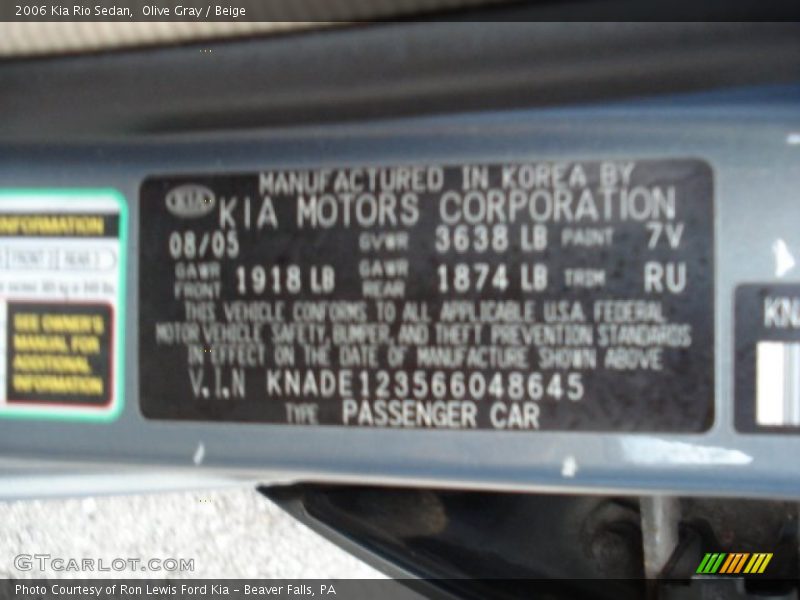 2006 Kia Rio Sedan,  Olive Gray / Beige
INFORMATION
FRONT 2 REAR 3
SEE OWNER'S
MANUAL FOR
ADDITIONAL
INFORMATION
MANUFACTURED IN KOREA BY
KIA KIA MOTORS CORPORATION
08/05 GVWR 3638 LB PAINT 7V
GAWR FRONT 1918 LB GAWR REAR 1874 LB TRIM RU
THIS VEHICLE CONFORMS TO ALL APPLICABLE U.S.A. FEDERAL
MOTOR VEHICLE SAFETY, BUMPER, AND THEFT PREVENTION STANDARDS
IN EFFECT ON THE DATE OF MANUFACTURE SHOWN ABOVE
V.I.N KNADE123566048645
TYPE PASSENGER CAR
KNA
GTCARLOT.COM
Photo Courtesy of Ron Lewis Ford Kia - Beaver Falls, PA